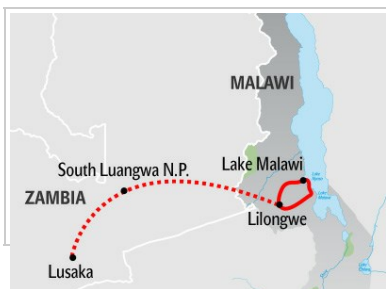 MALAWI
Lake Malawi
South Luangwa N.P.
ZAMBIA
Lilongwe
Lusaka